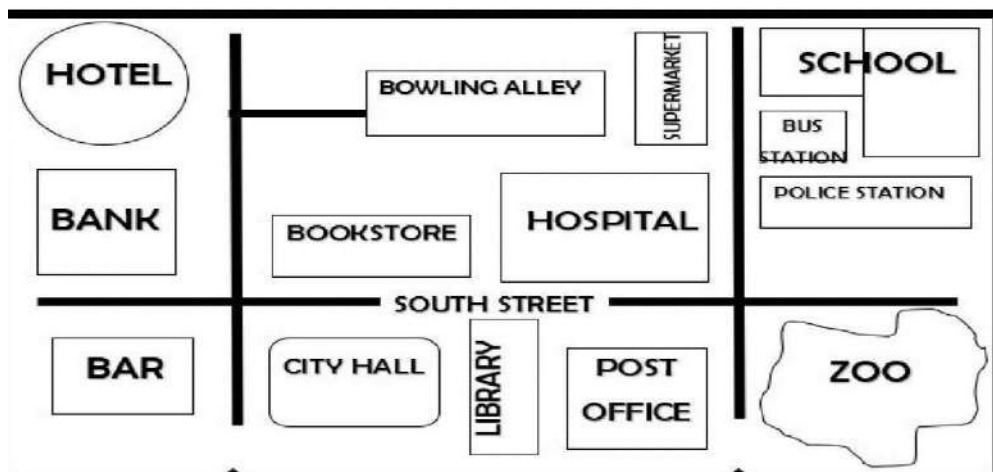 HOTEL
BOWLING ALLEY
SUPERMARKET
SCHOOL
BUS
STATION
POLICE STATION
BANK
BOOKSTORE
HOSPITAL
SOUTH STREET
BAR
CITY HALL
LIBRARY
POST
OFFICE
ZOO